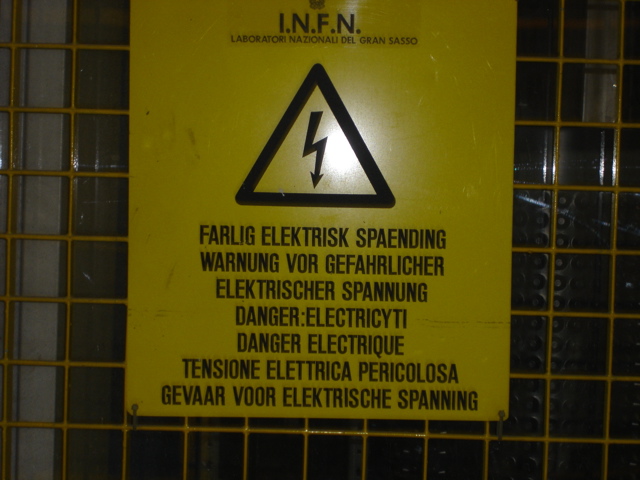 I.N.F.N.
LABORATORI NAZIONALI DEL GRAN SASSO
FARLIG ELEKTRISK SPAENDING
WARNUNG VOR GEFAHRLICHER
ELEKTRISCHER SPANNUNG
DANGER:ELECTRICYTI
DANGER ELECTRIQUE
TENSIONE ELETTRICA PERICOLOSA
GEVAAR VOOR ELEKTRISCHE SPANNING